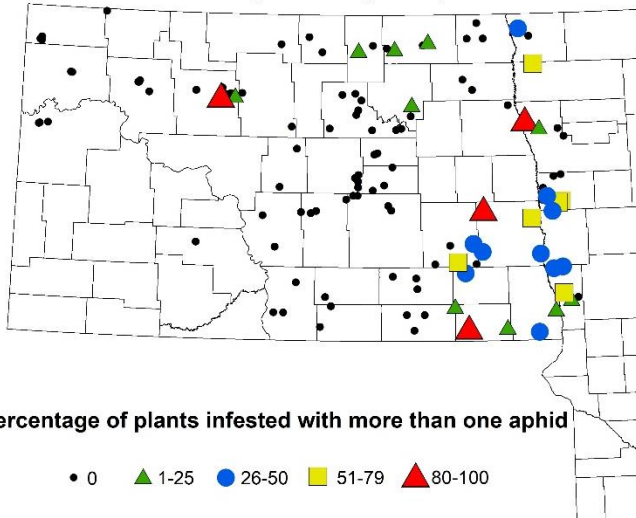 ercentage of plants infested with more than one aphid
0 1-25 26-50 51-79 80-100